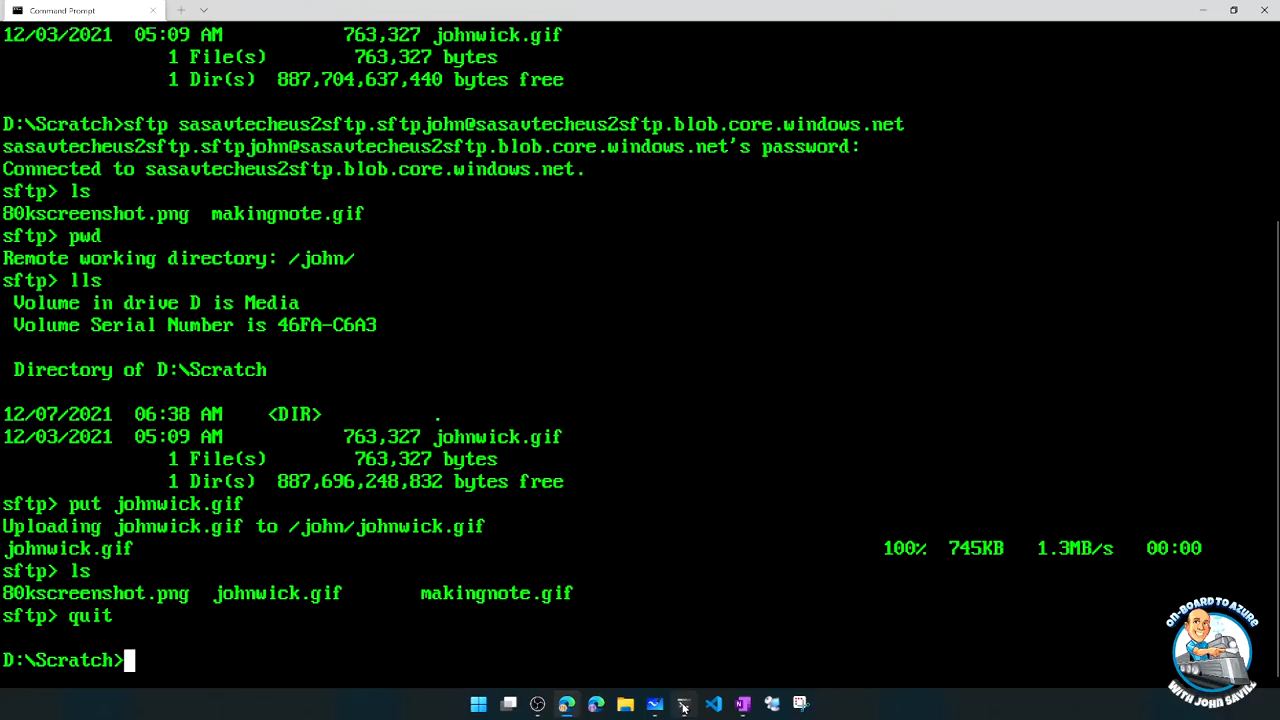 Command Prompt
12/03/2021  05:09 AM           763,327 johnwick.gif
               1 File(s)        763,327 bytes
               1 Dir(s)  887,704,637,440 bytes free
D:\Scratch>sftp sasavtecheus2sftp.sftpjohn@sasavtecheus2sftp.blob.core.windows.net
sasavtecheus2sftp.sftpjohn@sasavtecheus2sftp.blob.core.windows.net's password:
Connected to sasavtecheus2sftp.blob.core.windows.net.
sftp> ls
80kscreenshot.png  makingnote.gif
sftp> pwd
Remote working directory: /john/
sftp> lls
 Volume in drive D is Media
 Volume Serial Number is 46FA-C6A3
 Directory of D:\Scratch
12/07/2021  06:38 AM    <DIR>          .
12/03/2021  05:09 AM           763,327 johnwick.gif
               1 File(s)        763,327 bytes
               1 Dir(s)  887,696,248,832 bytes free
sftp> put johnwick.gif
Uploading johnwick.gif to /john/johnwick.gif
johnwick.gif                                  100%  745KB   1.3MB/s   00:00
sftp> ls
80kscreenshot.png  johnwick.gif       makingnote.gif
sftp> quit
D:\Scratch>
ON-BOARD TO AZURE
WITH JOHN SAVILL